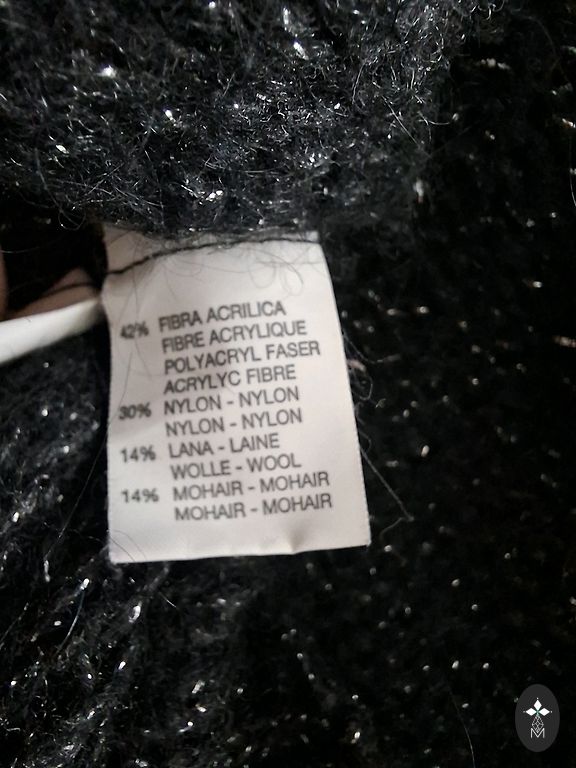 42% FIBRA ACRILICA
FIBRE ACRYLIQUE
POLYACRYL FASER
ACRYLYC FIBRE
30% NYLON - NYLON
NYLON - NYLON
14% LANA - LAINE
WOLLE - WOOL
14% MOHAIR - MOHAIR
MOHAIR - MOHAIR
M